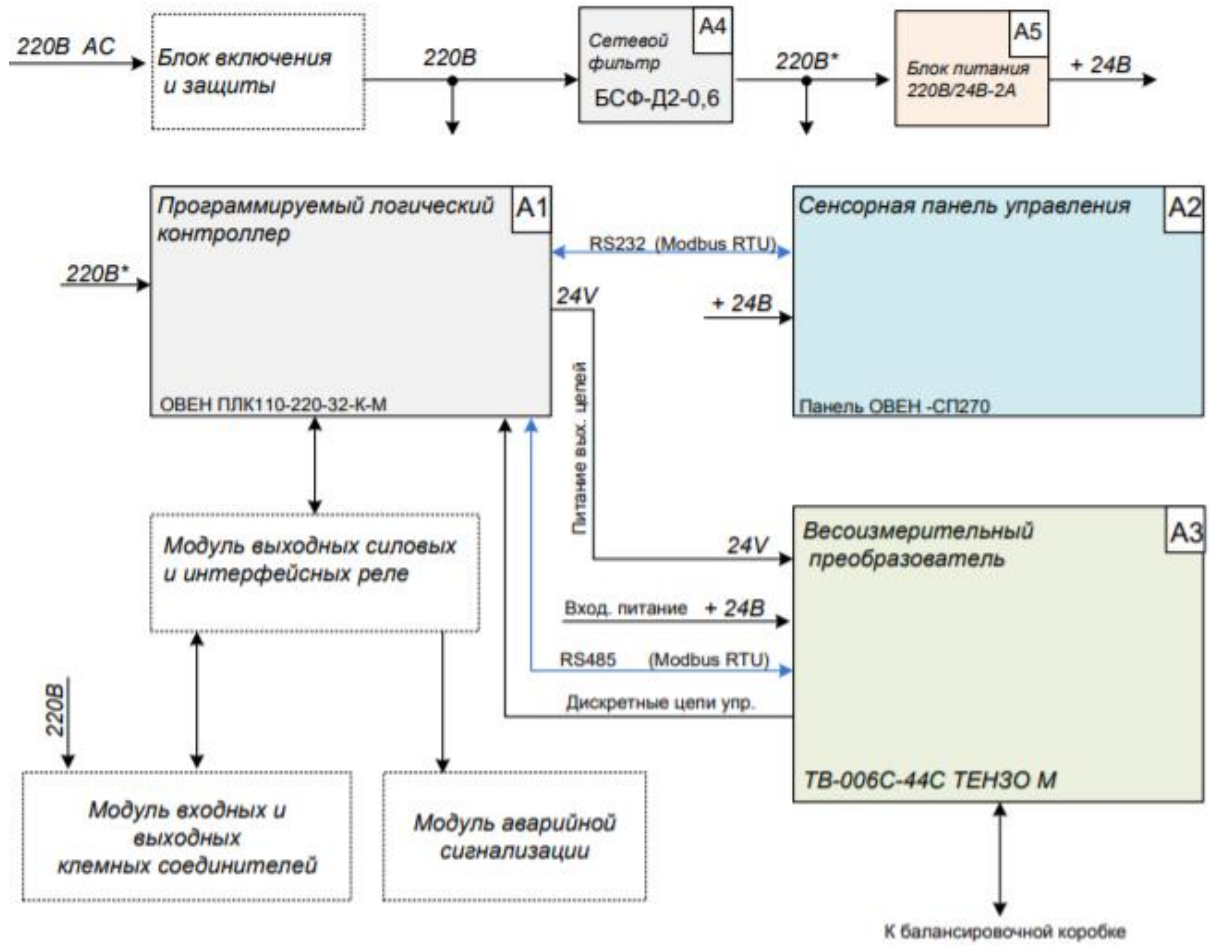 220В AC
Блок включения
и защиты
220В
Сетевой
фильтр
A4
БСФ-Д2-0,6
220В*
A5
Блок питания
220В/24В-2А
+ 24В
Программируемый логический
контроллер
A1
220В*
ОВЕН ПЛК110-220-32-К-М
RS232 (Modbus RTU)
24V
Сенсорная панель управления
A2
+ 24В
Панель ОВЕН -СП270
Питание вых. цепей
Модуль выходных силовых
и интерфейсных реле
Весоизмерительный
преобразователь
A3
24V
Вход. питание + 24В
RS485 (Modbus RTU)
Дискретные цепи упр.
ТВ-006С-44С ТЕНЗО М
220В
Модуль входных и
выходных
клемных соединителей
Модуль аварийной
сигнализации
К балансировочной коробке